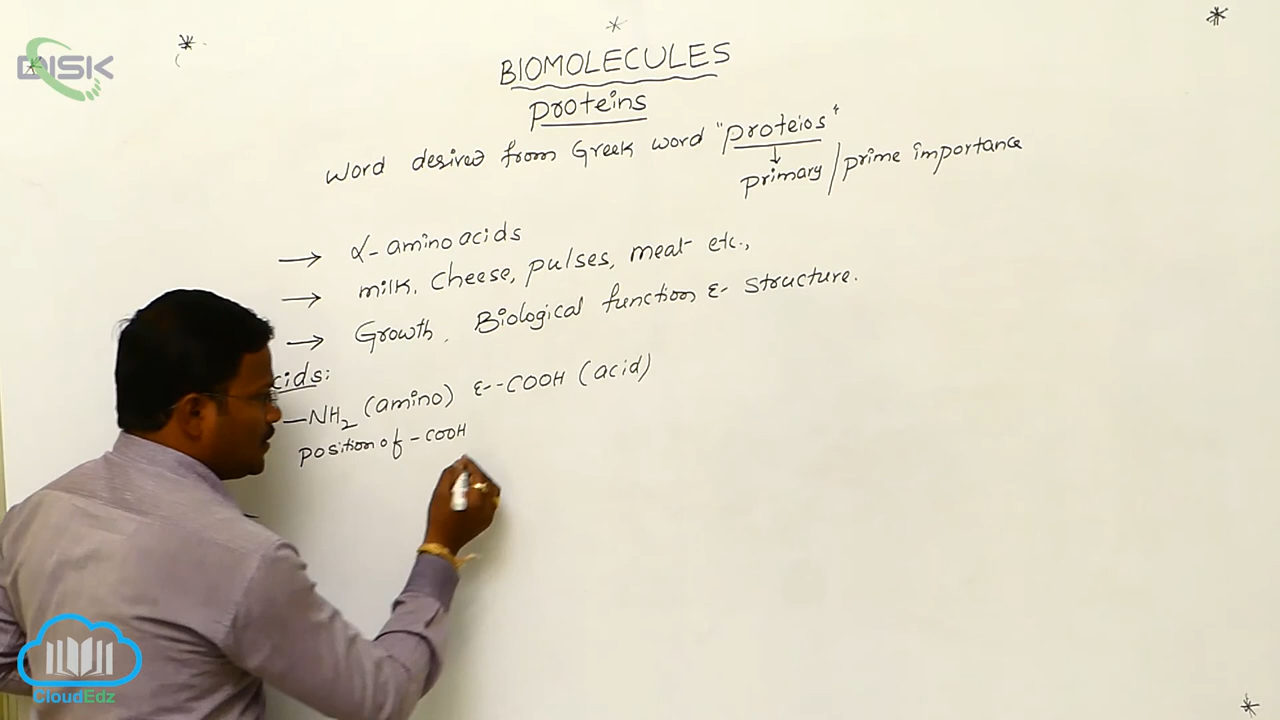 DISK
BIOMOLECULES
Proteins
Word desired from Greek word "Proteios"
primary / prime importance
→ α-amino acids
→ milk, cheese, pulses, meat etc.,
→ Growth, Biological function & structure.
cids:
-NH2 (amino) & -COOH (acid)
position of -COOH
CloudEdz